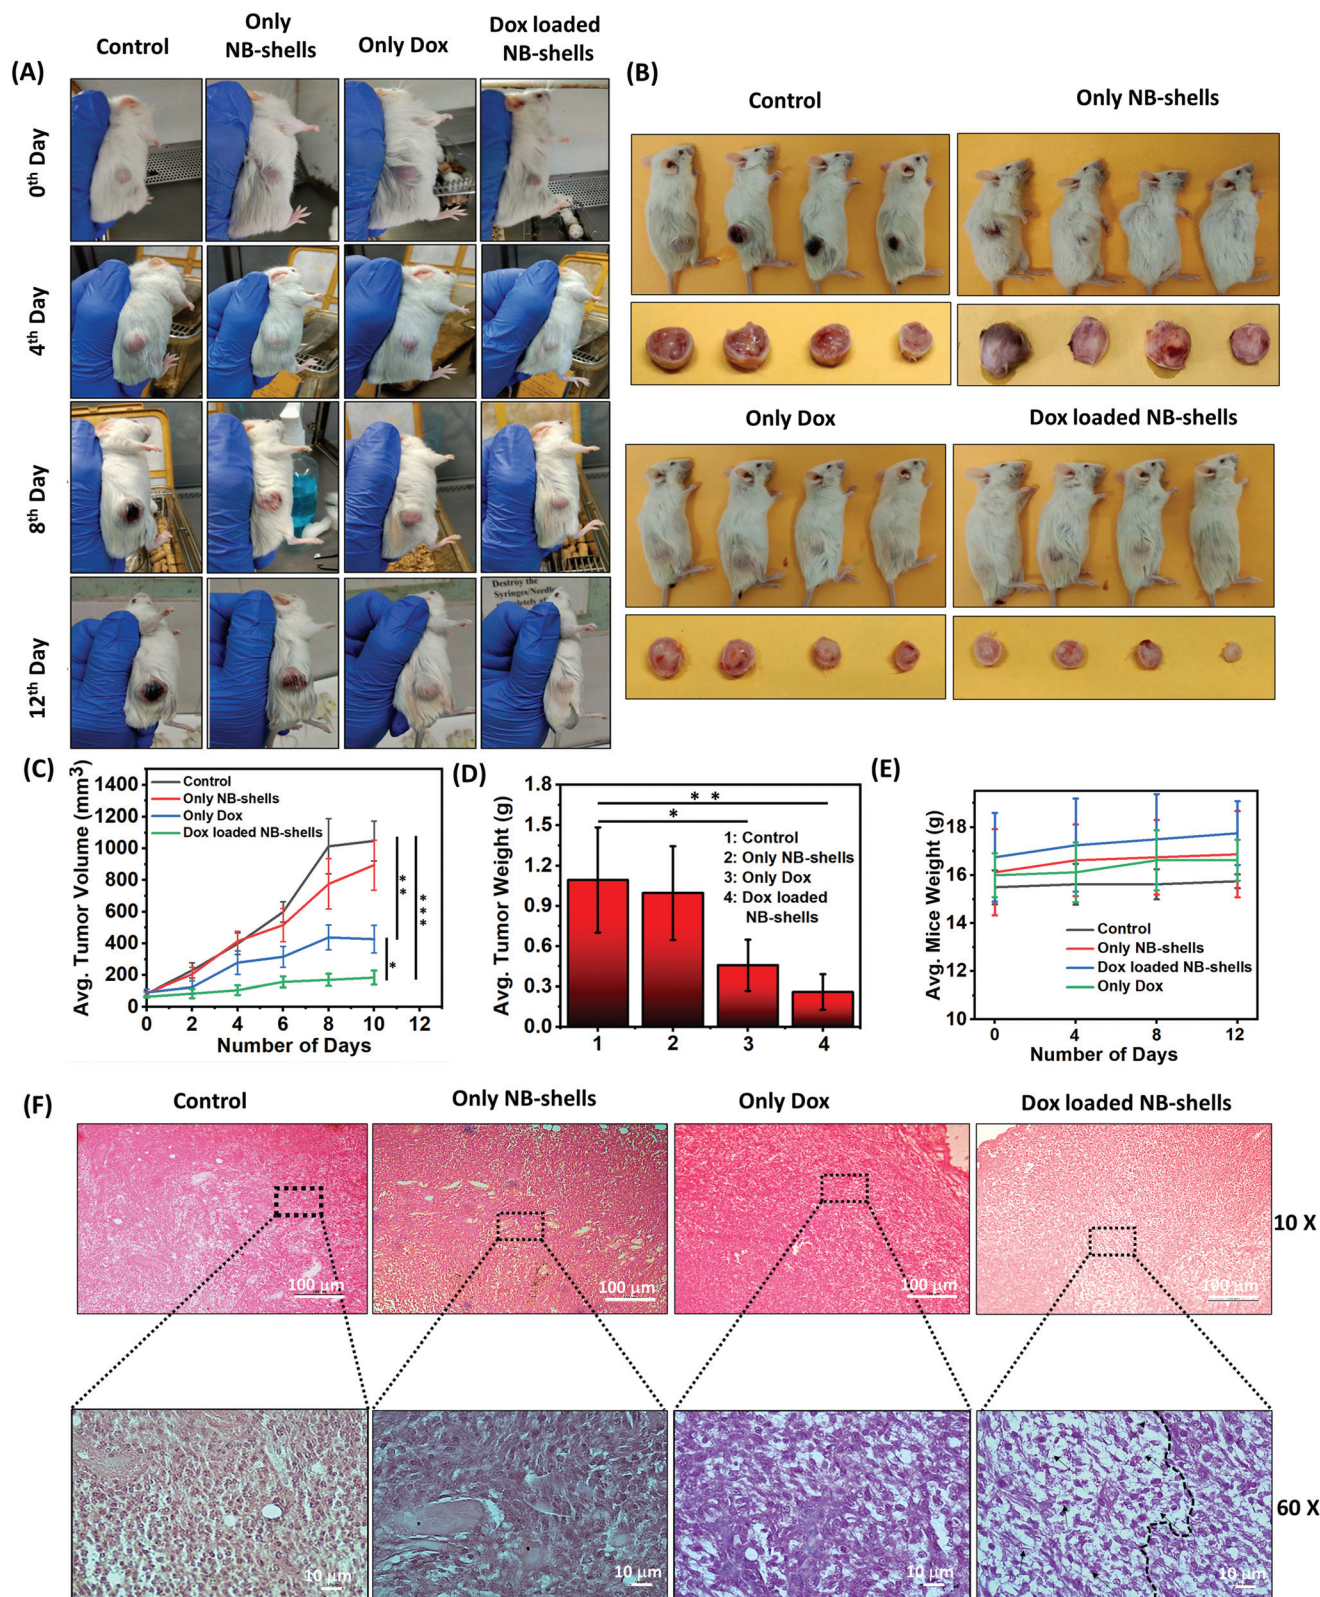 Control
Only
NB-shells
Only Dox
Dox loaded
NB-shells
(A)
0th Day
4th Day
8th Day
12th Day
Destroy the
Syringes/Needle
(B)
Control
Only NB-shells
Only Dox
Dox loaded NB-shells
(C)
Avg. Tumor Volume (mm3)
1400
1200
1000
800
600
400
200
0
Control
Only NB-shells
Only Dox
Dox loaded NB-shells
**
***
*
0 2 4 6 8 10 12
Number of Days
(D)
Avg. Tumor Weight (g)
1.8
1.5
1.2
0.9
0.6
0.3
0.0
* *
*
1: Control
2: Only NB-shells
3: Only Dox
4: Dox loaded
NB-shells
1 2 3 4
(E)
Avg. Mice Weight (g)
18
16
14
12
10
Control
Only NB-shells
Dox loaded NB-shells
Only Dox
0 4 8 12
Number of Days
(F)
Control
Only NB-shells
Only Dox
Dox loaded NB-shells
100 μm
100 μm
100 μm
100 μm
10 X
10 μm
10 μm
10 μm
10 μm
60 X